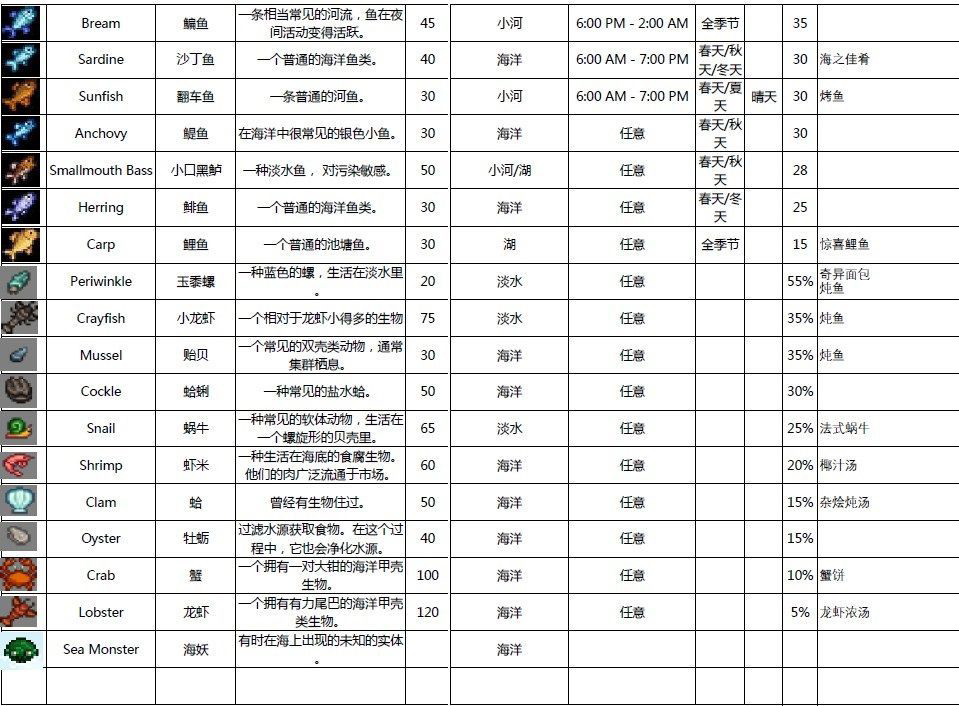 Bream 鳊鱼 一条相当常见的河流，鱼在夜 45 小河 6:00 PM - 2:00 AM 全季节 35
间活动变得活跃。
Sardine 沙丁鱼 一个普通的海洋鱼类。 40 海洋 6:00 AM - 7:00 PM 春天/秋 30 海之佳肴
天/冬天
Sunfish 翻车鱼 一条普通的河鱼。 30 小河 6:00 AM - 7:00 PM 春天/夏 晴天 30 烤鱼
天
Anchovy 鳀鱼 在海洋中很常见的银色小鱼。 30 海洋 任意 春天/秋 30
天
Smallmouth Bass 小口黑鲈 一种淡水鱼， 对污染敏感。 50 小河/湖 任意 春天/秋 28
天
Herring 鲱鱼 一个普通的海洋鱼类。 30 海洋 任意 春天/冬 25
天
Carp 鲤鱼 一个普通的池塘鱼。 30 湖 任意 全季节 15 惊喜鲤鱼
Periwinkle 玉黍螺 一种蓝色的螺，生活在淡水里 20 淡水 任意 55% 奇异面包
。 炖鱼
Crayfish 小龙虾 一个相对于龙虾小得多的生物 75 淡水 任意 35% 炖鱼
Mussel 贻贝 一个常见的双壳类动物，通常 30 海洋 任意 35% 炖鱼
集群栖息。
Cockle 蛤蜊 一种常见的盐水蛤。 50 海洋 任意 30%
Snail 蜗牛 一种常见的软体动物，生活在 65 淡水 任意 25% 法式蜗牛
一个螺旋形的贝壳里。
Shrimp 虾米 一种生活在海底的食腐生物。 60 海洋 任意 20% 椰汁汤
他们的肉广泛流通于市场。
Clam 蛤 曾经有生物住过。 50 海洋 任意 15% 杂烩炖汤
Oyster 牡蛎 过滤水源获取食物。在这个过 40 海洋 任意 15%
程中，它也会净化水源。
Crab 蟹 一个拥有一对大钳的海洋甲壳 100 海洋 任意 10% 蟹饼
生物。
Lobster 龙虾 一个拥有有力尾巴的海洋甲壳 120 海洋 任意 5% 龙虾浓汤
类生物。
Sea Monster 海妖 有时在海上出现的未知的实体 海洋
。